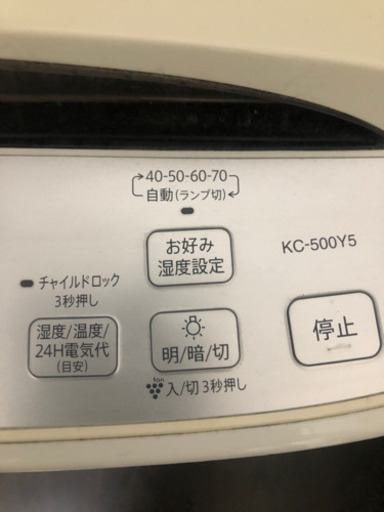 40-50-60-70
自動(ランプ切)
お好み
湿度設定
KC-500Y5
チャイルドロック
3秒押し
湿度/温度/
24H電気代
(目安)
明/暗/切
停止
ion
入/切 3秒押し